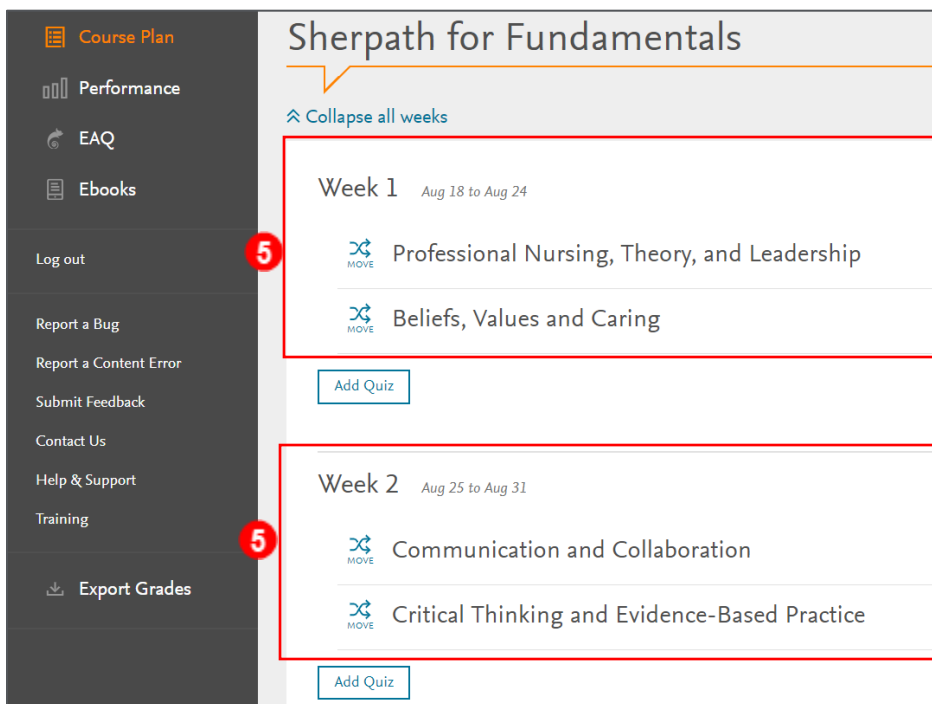 Course Plan
Performance
EAQ
Ebooks
Log out
Report a Bug
Report a Content Error
Submit Feedback
Contact Us
Help & Support
Training
Export Grades
Sherpath for Fundamentals
Collapse all weeks
Week 1 Aug 18 to Aug 24
5
MOVE Professional Nursing, Theory, and Leadership
MOVE Beliefs, Values and Caring
Add Quiz
Week 2 Aug 25 to Aug 31
5
MOVE Communication and Collaboration
MOVE Critical Thinking and Evidence-Based Practice
Add Quiz